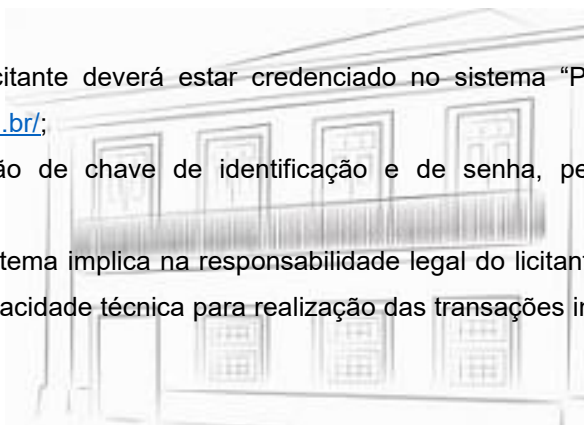 citante deverá estar credenciado no sistema “P
.br/;
ão de chave de identificação e de senha, pe
tema implica na responsabilidade legal do licitant
acidade técnica para realização das transações in